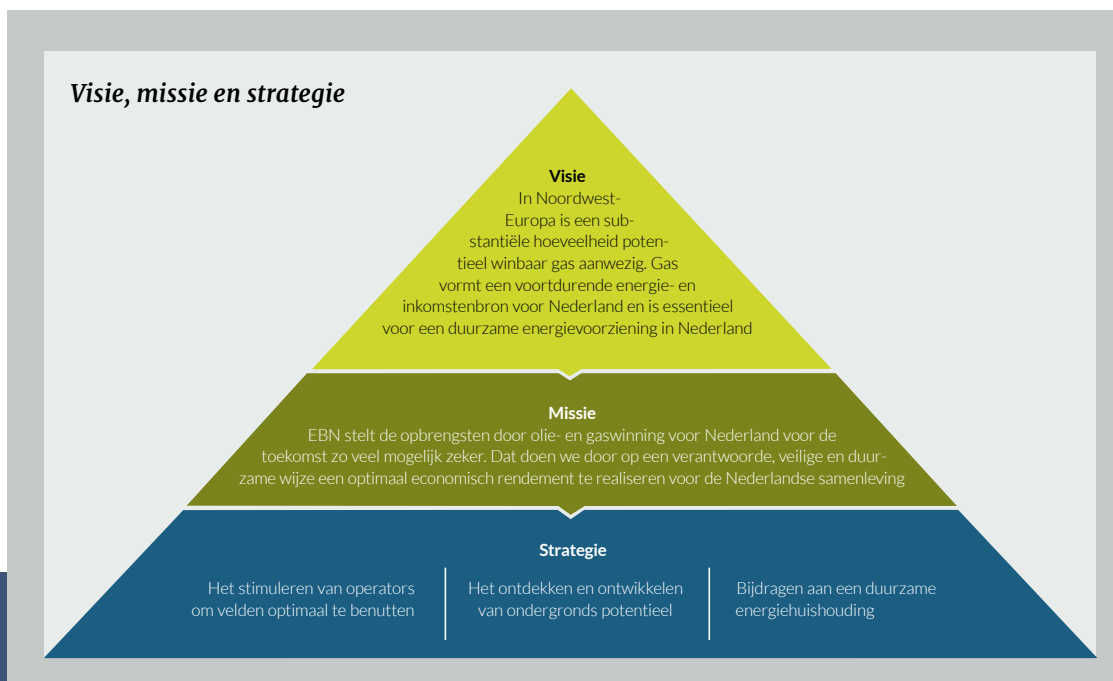 Visie, missie en strategie
Visie
In Noordwest-
Europa is een sub-
stantiële hoeveelheid poten-
tieel winbaar gas aanwezig. Gas
vormt een voortdurende energie- en
inkomstenbron voor Nederland en is essentieel
voor een duurzame energievoorziening in Nederland
Missie
EBN stelt de opbrengsten door olie- en gaswinning voor Nederland voor de
toekomst zo veel mogelijk zeker. Dat doen we door op een verantwoorde, veilige en duur-
zame wijze een optimaal economisch rendement te realiseren voor de Nederlandse samenleving
Strategie
Het stimuleren van operators
om velden optimaal te benutten
Het ontdekken en ontwikkelen
van ondergronds potentieel
Bijdragen aan een duurzame
energiehuishouding